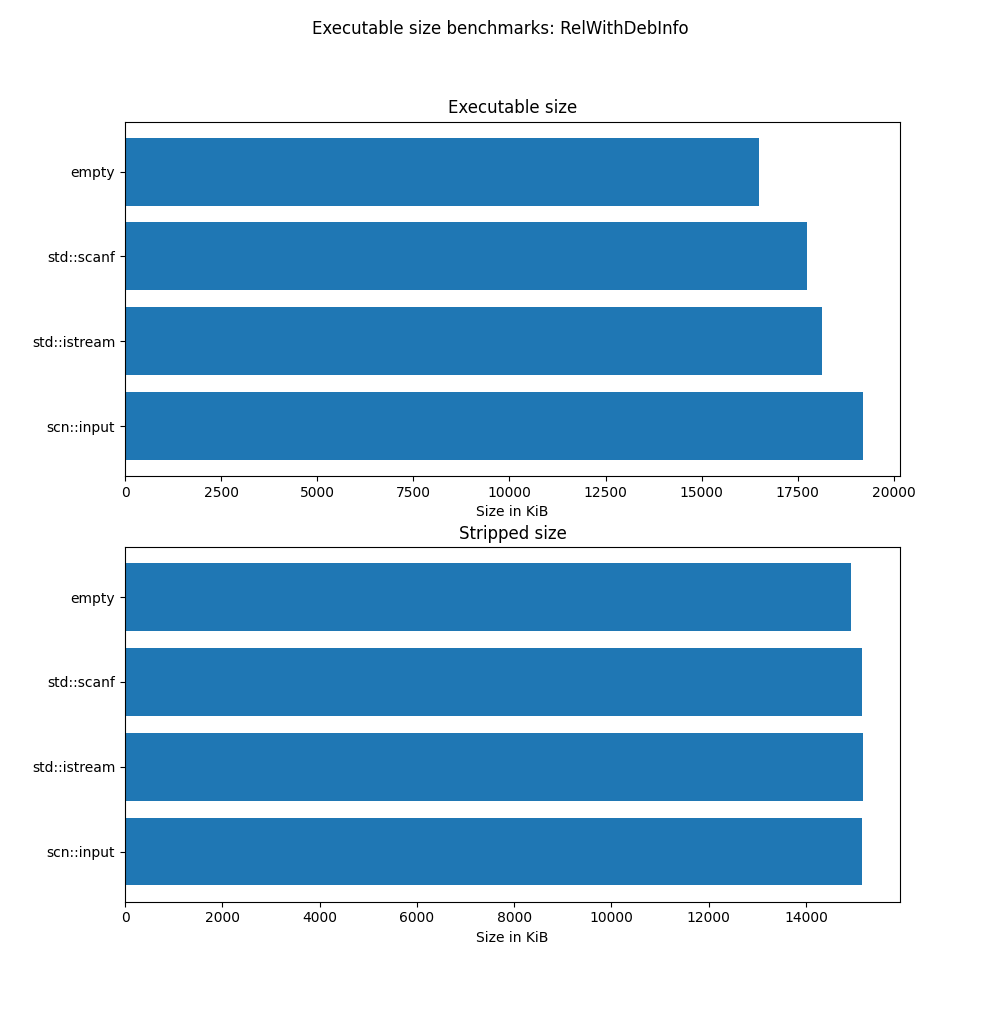 Executable size benchmarks: RelWithDebInfo
Executable size
empty
std::scanf
std::istream
scn::input
0 2500 5000 7500 10000 12500 15000 17500 20000
Size in KiB
Stripped size
empty
std::scanf
std::istream
scn::input
0 2000 4000 6000 8000 10000 12000 14000
Size in KiB